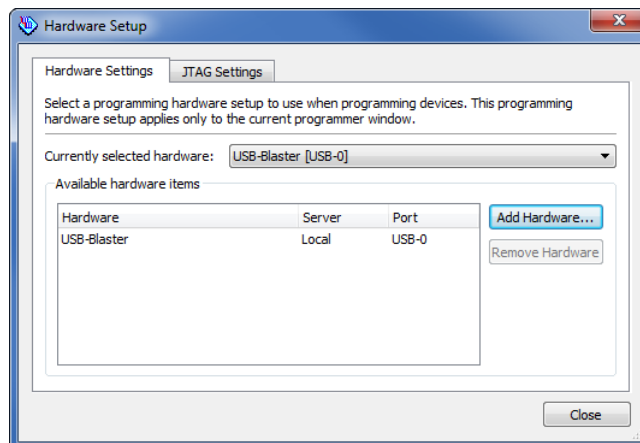 Hardware Setup
Hardware Settings
JTAG Settings
Select a programming hardware setup to use when programming devices. This programming
hardware setup applies only to the current programmer window.
Currently selected hardware:
USB-Blaster [USB-0]
Available hardware items
Hardware Server Port
USB-Blaster Local USB-0
Add Hardware...
Remove Hardware
Close